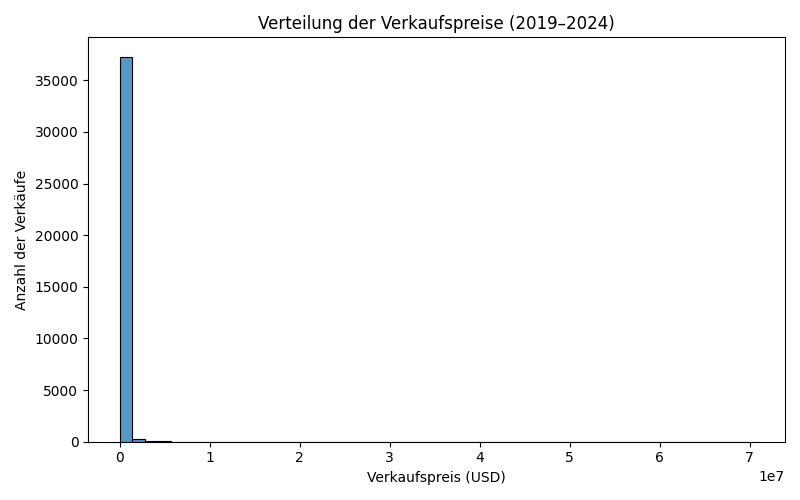 Verteilung der Verkaufspreise (2019–2024)
Anzahl der Verkäufe
35000
30000
25000
20000
15000
10000
5000
0
0 1 2 3 4 5 6 7
1e7
Verkaufspreis (USD)